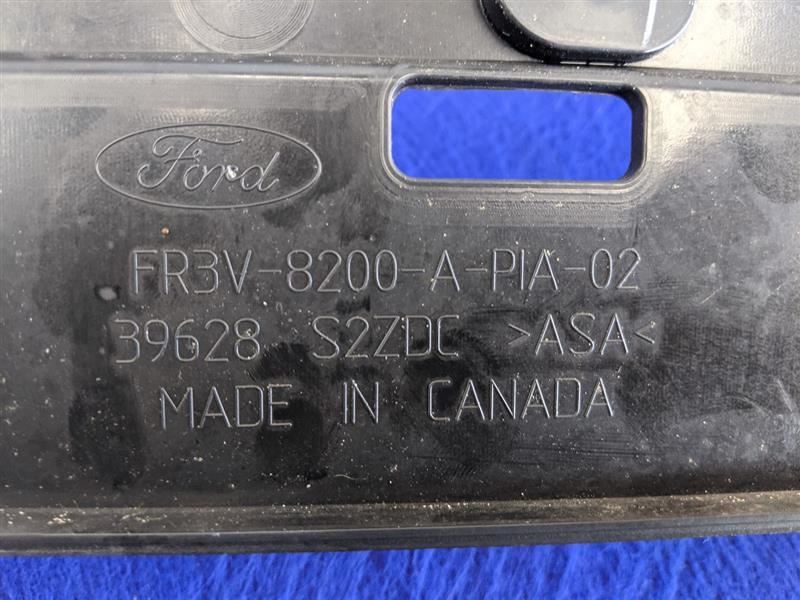 Ford
FR3V-8200-A-PIA-02
39628 S2ZDC >ASA<
MADE IN CANADA